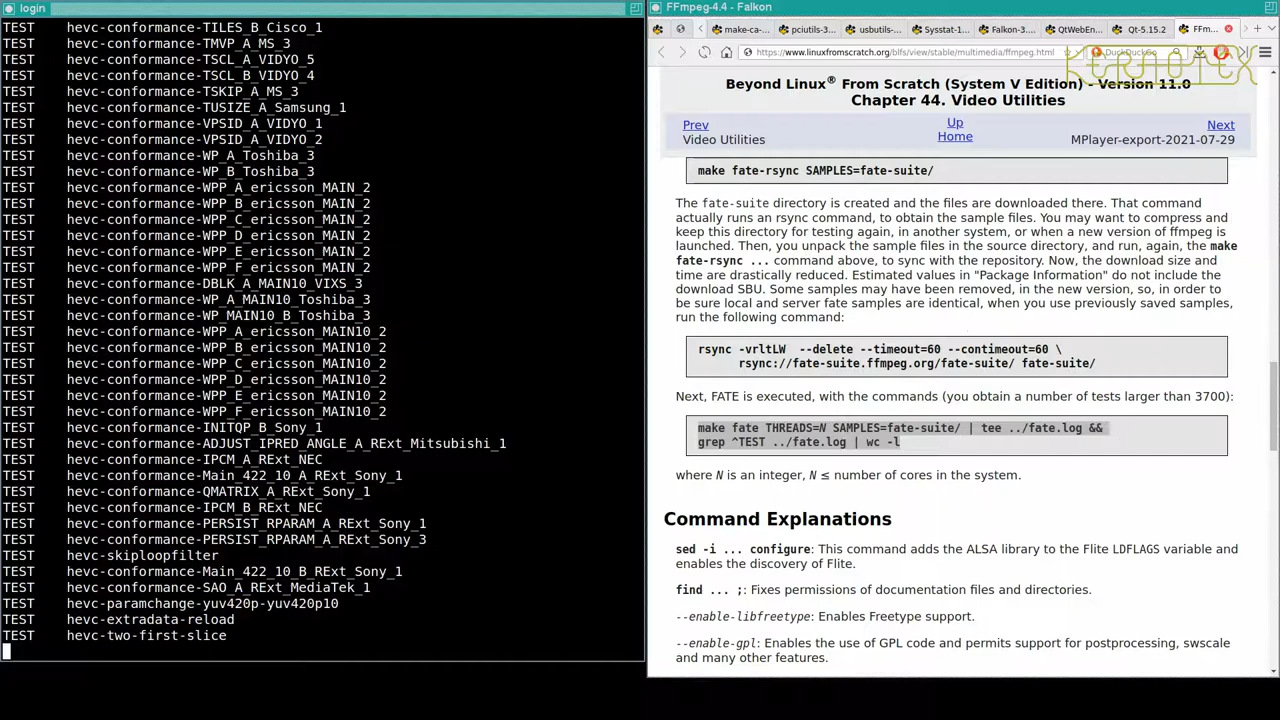 login
TEST hevc-conformance-TILES_B_Cisco_1
TEST hevc-conformance-TMVP_A_MS_3
TEST hevc-conformance-TSCL_A_VIDYO_5
TEST hevc-conformance-TSCL_B_VIDYO_4
TEST hevc-conformance-TSKIP_A_MS_3
TEST hevc-conformance-TUSIZE_A_Samsung_1
TEST hevc-conformance-VPSID_A_VIDYO_1
TEST hevc-conformance-VPSID_A_VIDYO_2
TEST hevc-conformance-WP_A_Toshiba_3
TEST hevc-conformance-WP_B_Toshiba_3
TEST hevc-conformance-WPP_A_ericsson_MAIN_2
TEST hevc-conformance-WPP_B_ericsson_MAIN_2
TEST hevc-conformance-WPP_C_ericsson_MAIN_2
TEST hevc-conformance-WPP_D_ericsson_MAIN_2
TEST hevc-conformance-WPP_E_ericsson_MAIN_2
TEST hevc-conformance-WPP_F_ericsson_MAIN_2
TEST hevc-conformance-DBLK_A_MAIN10_VIXS_3
TEST hevc-conformance-WP_A_MAIN10_Toshiba_3
TEST hevc-conformance-WP_MAIN10_B_Toshiba_3
TEST hevc-conformance-WPP_A_ericsson_MAIN10_2
TEST hevc-conformance-WPP_B_ericsson_MAIN10_2
TEST hevc-conformance-WPP_C_ericsson_MAIN10_2
TEST hevc-conformance-WPP_D_ericsson_MAIN10_2
TEST hevc-conformance-WPP_E_ericsson_MAIN10_2
TEST hevc-conformance-WPP_F_ericsson_MAIN10_2
TEST hevc-conformance-INITQP_B_Sony_1
TEST hevc-conformance-ADJUST_IPRED_ANGLE_A_RExt_Mitsubishi_1
TEST hevc-conformance-IPCM_A_RExt_NEC
TEST hevc-conformance-Main_422_10_A_RExt_Sony_1
TEST hevc-conformance-QMATRIX_A_RExt_Sony_1
TEST hevc-conformance-IPCM_B_RExt_NEC
TEST hevc-conformance-PERSIST_RPARAM_A_RExt_Sony_1
TEST hevc-conformance-PERSIST_RPARAM_A_RExt_Sony_3
TEST hevc-skiploopfilter
TEST hevc-conformance-Main_422_10_B_RExt_Sony_1
TEST hevc-conformance-SAO_A_RExt_MediaTek_1
TEST hevc-paramchange-yuv420p-yuv420p10
TEST hevc-extradata-reload
TEST hevc-two-first-slice
FFmpeg-4.4 - Falkon
make-ca-... pciutils-3... usbutils-... Sysstat-1... Falkon-3... QtWebEn... Qt-5.15.2 FFm...
https://www.linuxfromscratch.org/blfs/view/stable/multimedia/ffmpeg.html DuckDuckGo
KERNOTEX
Beyond Linux® From Scratch (System V Edition) - Version 11.0
Chapter 44. Video Utilities
Prev Up Next
Video Utilities Home MPlayer-export-2021-07-29
make fate-rsync SAMPLES=fate-suite/
The fate-suite directory is created and the files are downloaded there. That command
actually runs an rsync command, to obtain the sample files. You may want to compress and
keep this directory for testing again, in another system, or when a new version of ffmpeg is
launched. Then, you unpack the sample files in the source directory, and run, again, the make
fate-rsync ... command above, to sync with the repository. Now, the download size and
time are drastically reduced. Estimated values in "Package Information" do not include the
download SBU. Some samples may have been removed, in the new version, so, in order to
be sure local and server fate samples are identical, when you use previously saved samples,
run the following command:
rsync -vrltLW --delete --timeout=60 --contimeout=60 \
rsync://fate-suite.ffmpeg.org/fate-suite/ fate-suite/
Next, FATE is executed, with the commands (you obtain a number of tests larger than 3700):
make fate THREADS=N SAMPLES=fate-suite/ | tee ../fate.log &&
grep ^TEST ../fate.log | wc -l
where N is an integer, N ≤ number of cores in the system.
Command Explanations
sed -i ... configure: This command adds the ALSA library to the Flite LDFLAGS variable and
enables the discovery of Flite.
find ... ;: Fixes permissions of documentation files and directories.
--enable-libfreetype: Enables Freetype support.
--enable-gpl: Enables the use of GPL code and permits support for postprocessing, swscale
and many other features.